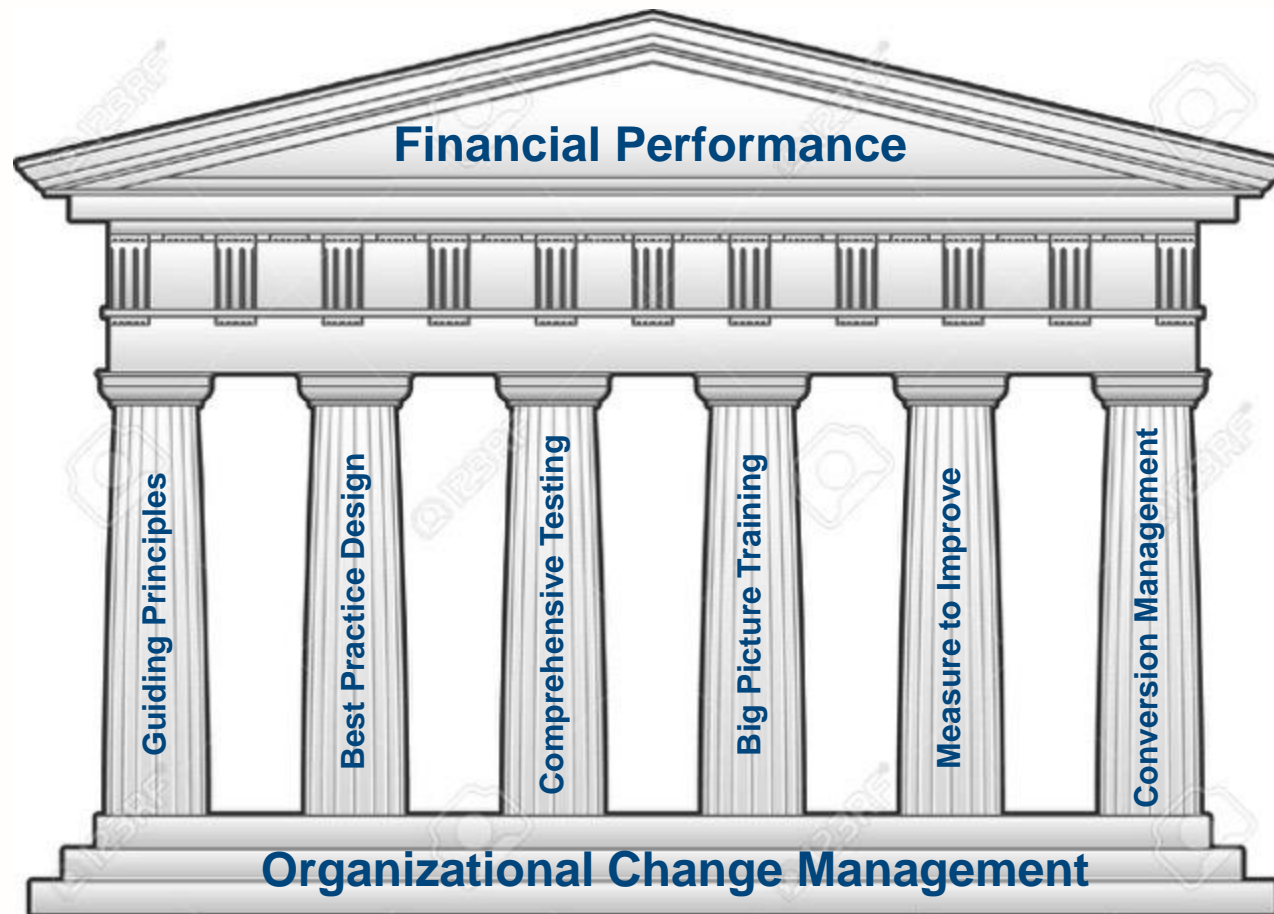 Financial Performance
Guiding Principles
Best Practice Design
Comprehensive Testing
Big Picture Training
Measure to Improve
Conversion Management
Organizational Change Management